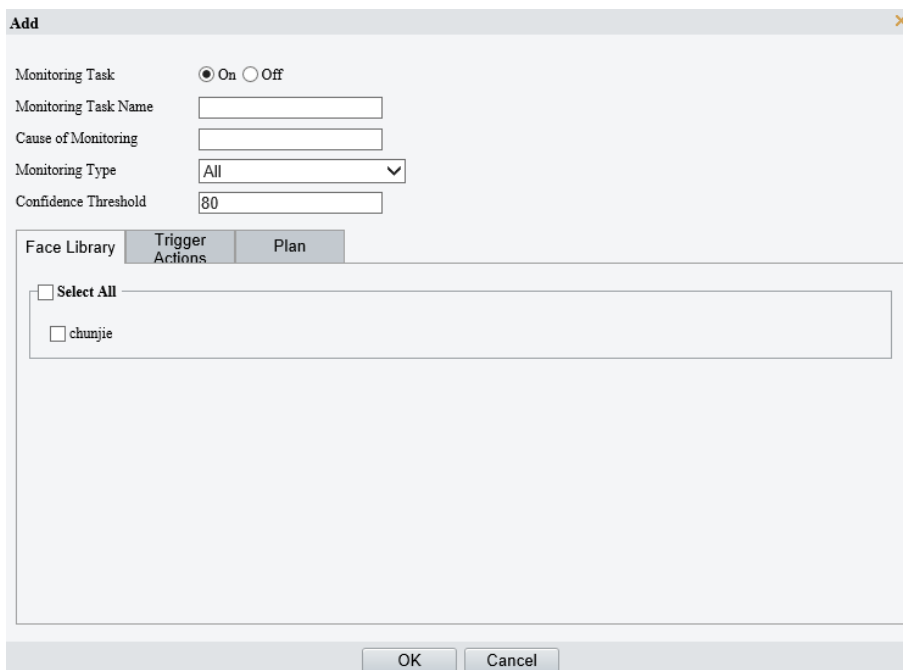 Add
Monitoring Task On Off
Monitoring Task Name
Cause of Monitoring
Monitoring Type All
Confidence Threshold 80
Face Library Trigger Actions Plan
Select All
chunjie
OK Cancel